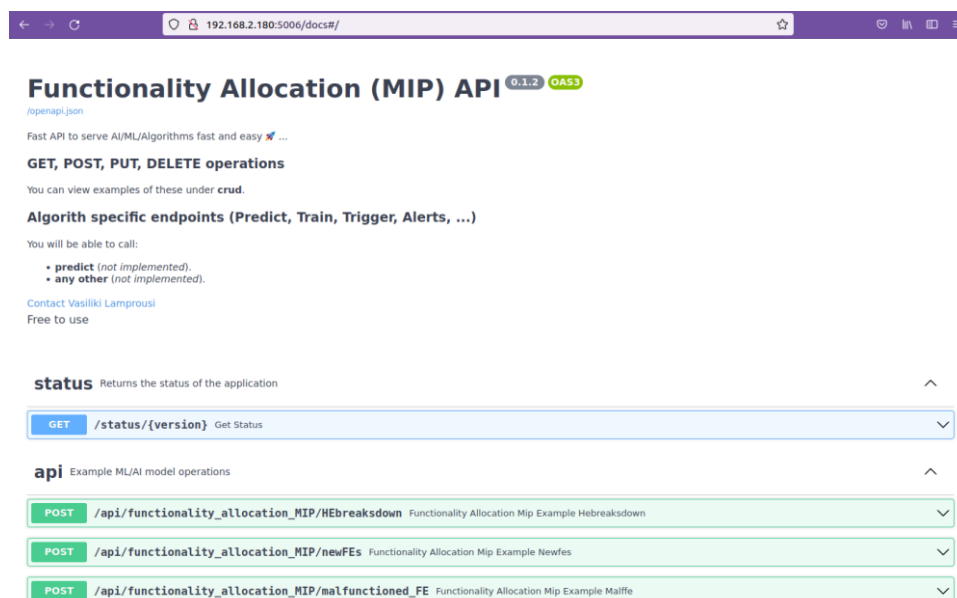 192.168.2.180:5006/docs#/
Functionality Allocation (MIP) API 0.1.2 OAS3
/openapi.json
Fast API to serve AI/ML/Algorithms fast and easy 🚀 ...
GET, POST, PUT, DELETE operations
You can view examples of these under crud.
Algorith specific endpoints (Predict, Train, Trigger, Alerts, ...)
You will be able to call:
• predict (not implemented).
• any other (not implemented).
Contact Vasiliki Lamprousi
Free to use
status Returns the status of the application
GET /status/{version} Get Status
api Example ML/AI model operations
POST /api/functionality_allocation_MIP/HEbreaksdown Functionality Allocation Mip Example Hebreaksdown
POST /api/functionality_allocation_MIP/newFEs Functionality Allocation Mip Example Newfes
POST /api/functionality_allocation_MIP/malfunctioned_FE Functionality Allocation Mip Example Malffe